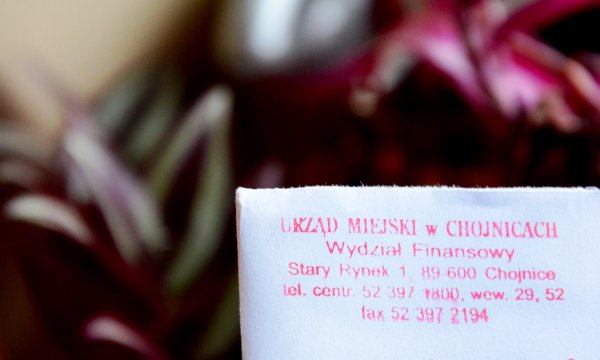 URZĄD MIEJSKI w CHOJNICACH
Wydział Finansowy
Stary Rynek 1, 89-600 Chojnice
tel. centr. 52 397 1800, wew. 29, 52
fax 52 397 2194